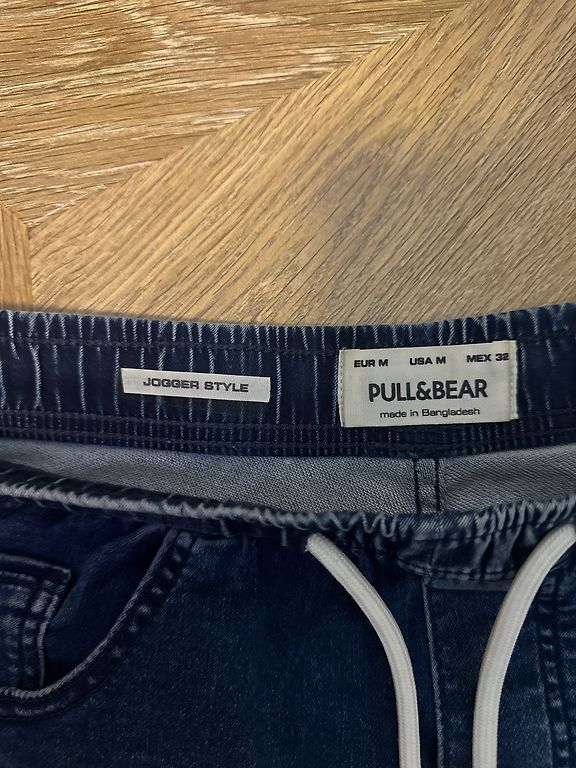 JOGGER STYLE
EUR M USA M MEX 32
PULL&BEAR
made in Bangladesh